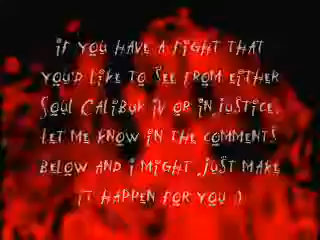 if you have a fight that
you'd like to see from either
Soul Calibur iv or injustice,
let me know in the comments
below and i might just make
it happen for you :)